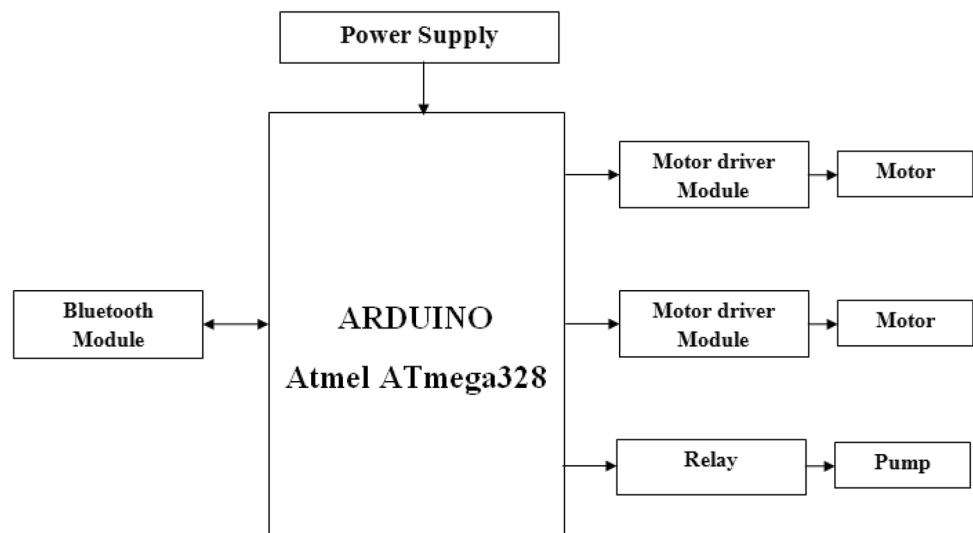 Power Supply
Motor driver
Module
Motor
Bluetooth
Module
ARDUINO
Atmel ATmega328
Motor driver
Module
Motor
Relay
Pump